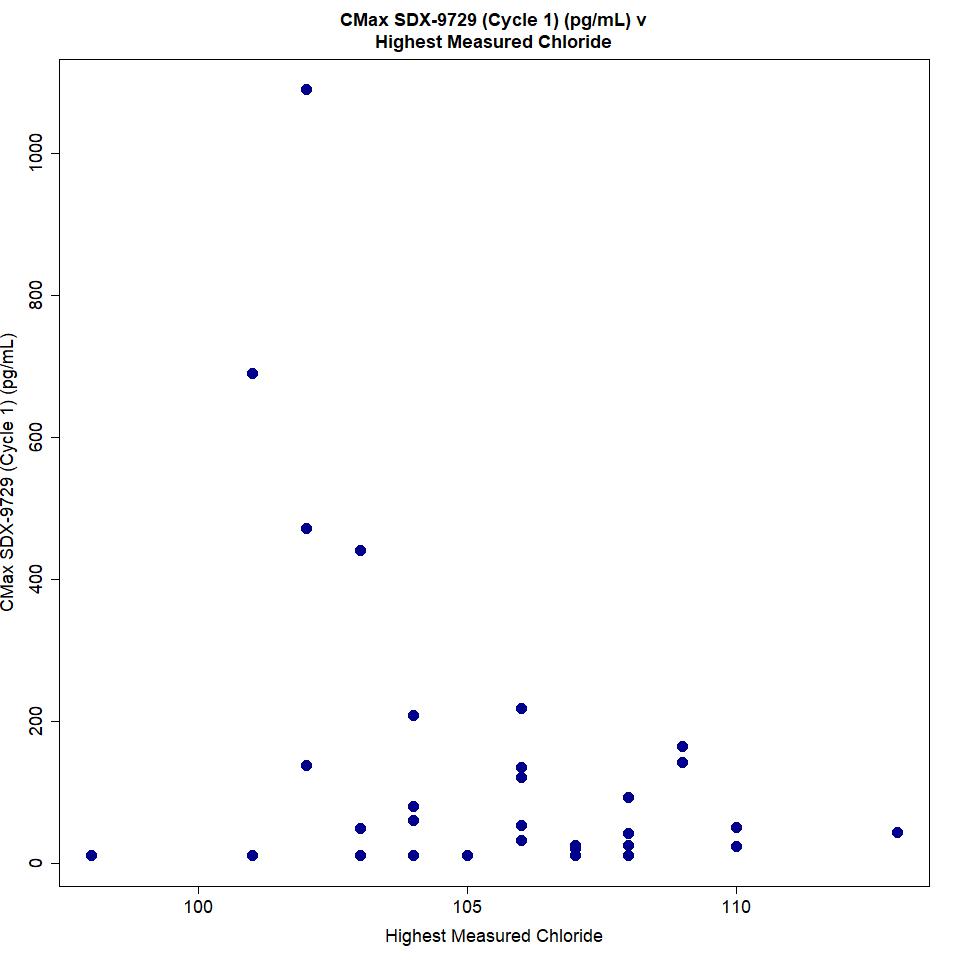 CMax SDX-9729 (Cycle 1) (pg/mL) v
Highest Measured Chloride
CMax SDX-9729 (Cycle 1) (pg/mL)
1000
800
600
400
200
0
100
105
110
Highest Measured Chloride